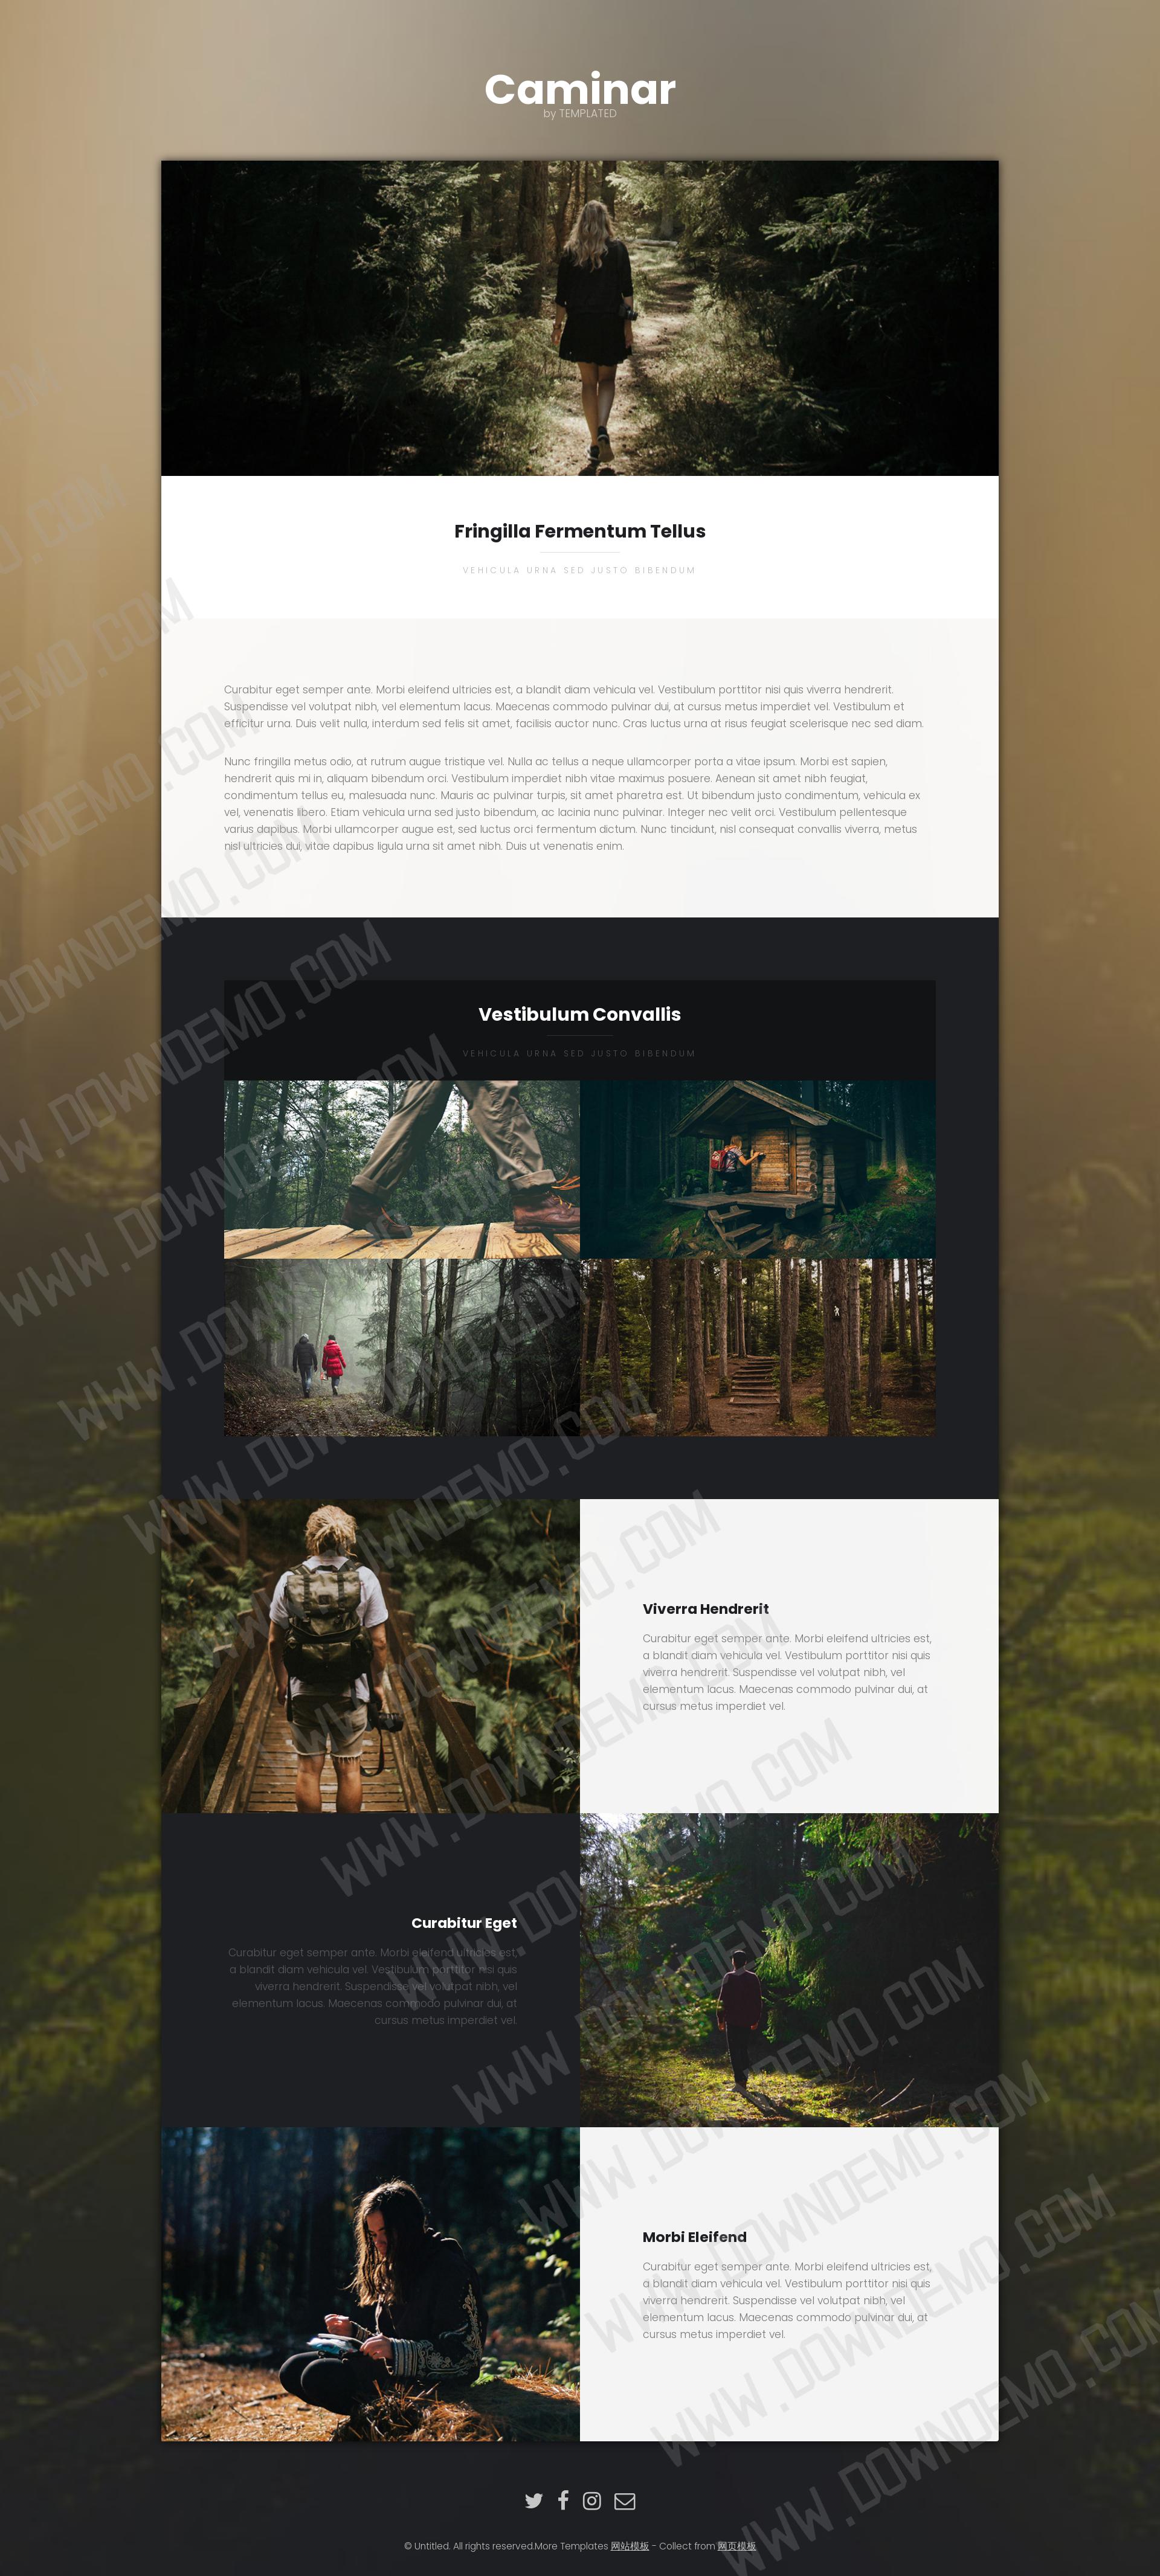 Caminar
by TEMPLATED
Fringilla Fermentum Tellus
VEHICULA URNA SED JUSTO BIBENDUM
Curabitur eget semper ante. Morbi eleifend ultricies est, a blandit diam vehicula vel. Vestibulum porttitor nisi quis viverra hendrerit.
Suspendisse vel volutpat nibh, vel elementum lacus. Maecenas commodo pulvinar dui, at cursus metus imperdiet vel. Vestibulum et
efficitur urna. Duis velit nulla, interdum sed felis sit amet, facilisis auctor nunc. Cras luctus urna at risus feugiat scelerisque nec sed diam.
Nunc fringilla metus odio, at rutrum augue tristique vel. Nulla ac tellus a neque ullamcorper porta a vitae ipsum. Morbi est sapien,
hendrerit quis mi in, aliquam bibendum orci. Vestibulum imperdiet nibh vitae maximus posuere. Aenean sit amet nibh feugiat,
condimentum tellus eu, malesuada nunc. Mauris ac pulvinar turpis, sit amet pharetra est. Ut bibendum justo condimentum, vehicula ex
vel, venenatis libero. Etiam vehicula urna sed justo bibendum, ac lacinia nunc pulvinar. Integer nec velit orci. Vestibulum pellentesque
varius dapibus. Morbi ullamcorper augue est, sed luctus orci fermentum dictum. Nunc tincidunt, nisl consequat convallis viverra, metus
nisl ultricies dui, vitae dapibus ligula urna sit amet nibh. Duis ut venenatis enim.
Vestibulum Convallis
VEHICULA URNA SED JUSTO BIBENDUM
Viverra Hendrerit
Curabitur eget semper ante. Morbi eleifend ultricies est,
a blandit diam vehicula vel. Vestibulum porttitor nisi quis
viverra hendrerit. Suspendisse vel volutpat nibh, vel
elementum lacus. Maecenas commodo pulvinar dui, at
cursus metus imperdiet vel.
Curabitur Eget
Curabitur eget semper ante. Morbi eleifend ultricies est,
a blandit diam vehicula vel. Vestibulum porttitor nisi quis
viverra hendrerit. Suspendisse vel volutpat nibh, vel
elementum lacus. Maecenas commodo pulvinar dui, at
cursus metus imperdiet vel.
Morbi Eleifend
Curabitur eget semper ante. Morbi eleifend ultricies est,
a blandit diam vehicula vel. Vestibulum porttitor nisi quis
viverra hendrerit. Suspendisse vel volutpat nibh, vel
elementum lacus. Maecenas commodo pulvinar dui, at
cursus metus imperdiet vel.
© Untitled. All rights reserved.More Templates 网站模板 - Collect from 网页模板
WWW.DOWNDEMO.COM